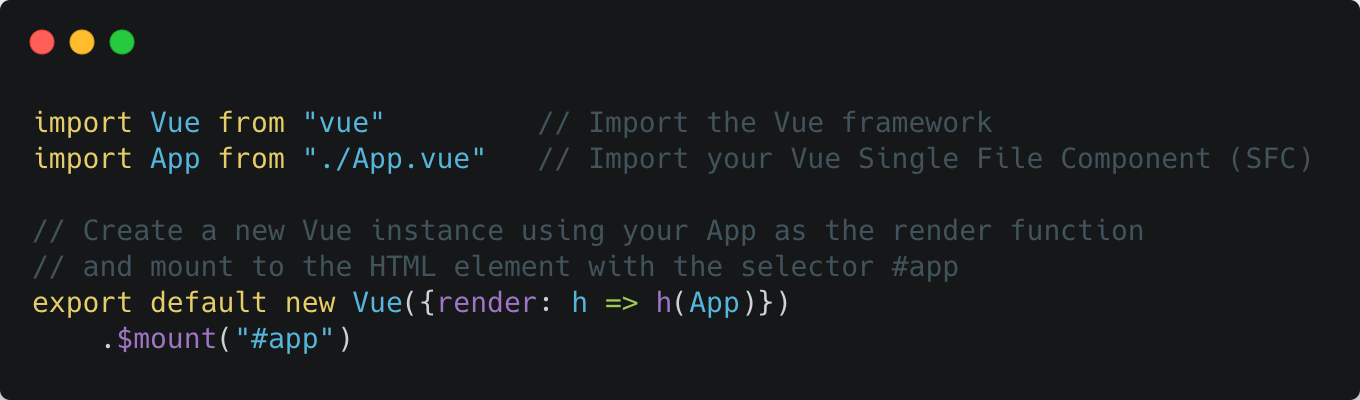 import Vue from "vue"         // Import the Vue framework
import App from "./App.vue"   // Import your Vue Single File Component (SFC)

// Create a new Vue instance using your App as the render function
// and mount to the HTML element with the selector #app
export default new Vue({render: h => h(App)})
    .$mount("#app")